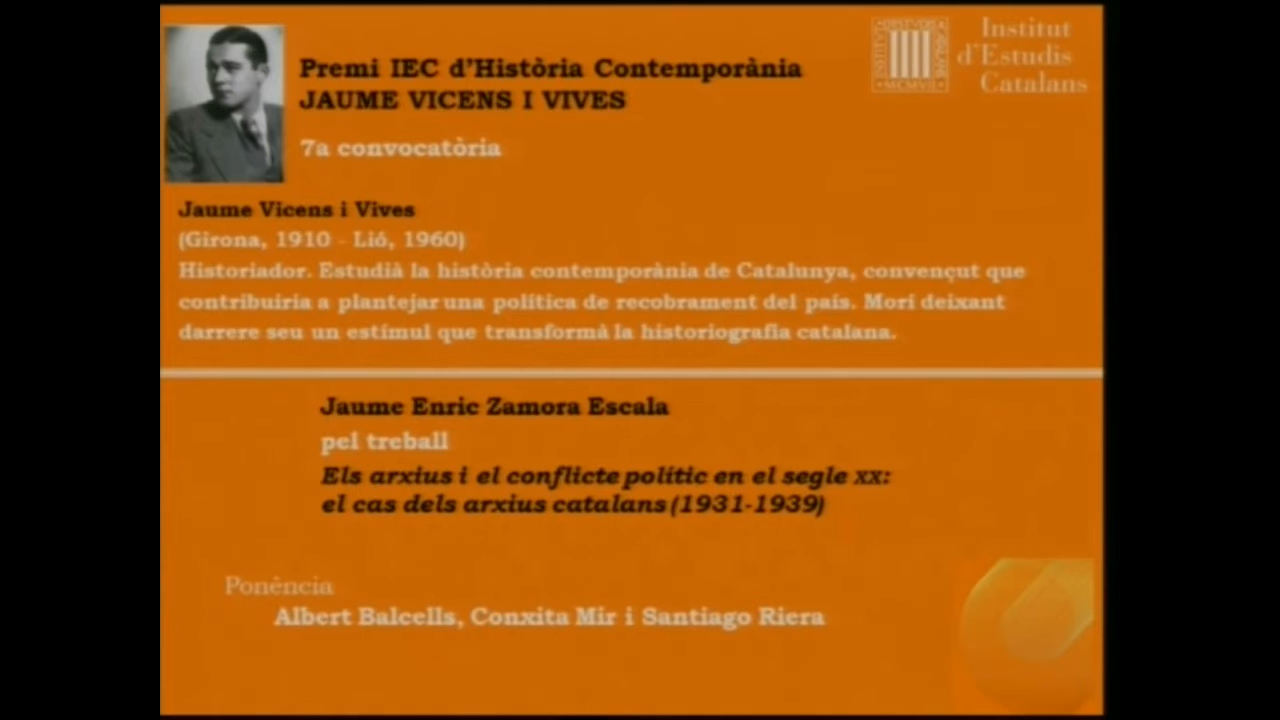 Premi IEC d'Història Contemporània
JAUME VICENS I VIVES
7a convocatòria
Institut
d'Estudis
Catalans
Jaume Vicens i Vives
(Girona, 1910 - Lió, 1960)
Historiador. Estudià la història contemporània de Catalunya, convençut que
contribuiria a plantejar una política de recobrament del país. Morí deixant
darrere seu un estímul que transformà la historiografia catalana.
Jaume Enric Zamora Escala
pel treball
Els arxius i el conflicte polític en el segle XX:
el cas dels arxius catalans (1931-1939)
Ponència
Albert Balcells, Conxita Mir i Santiago Riera